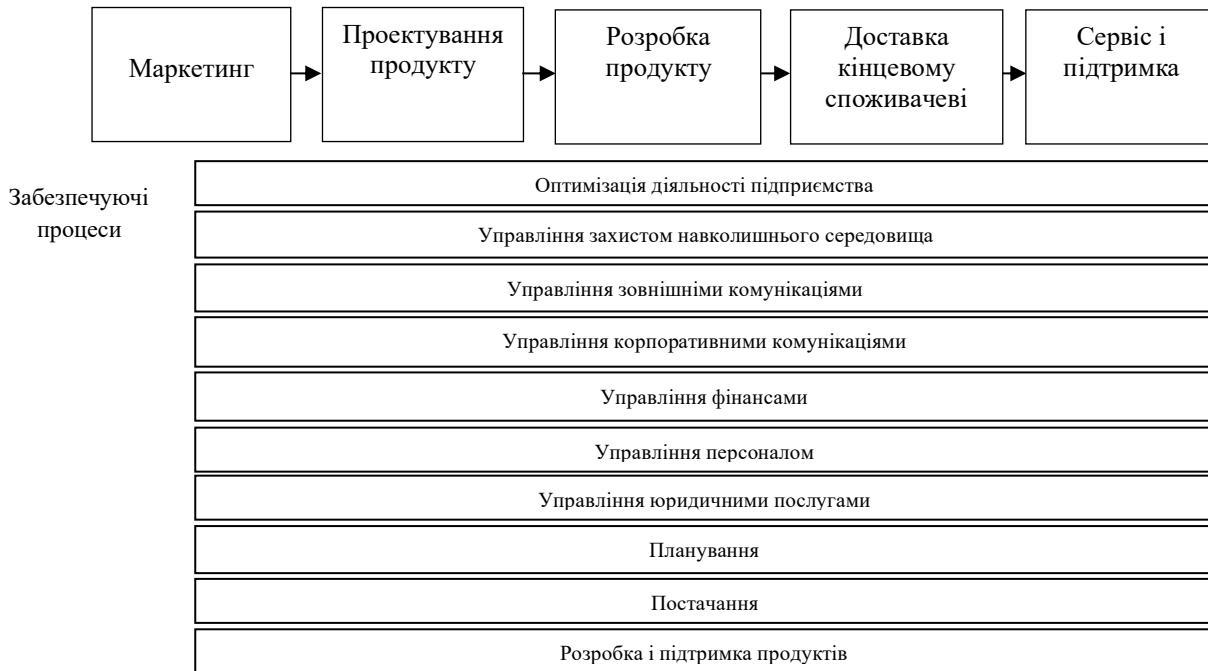 Маркетинг
Проектування
продукту
Розробка
продукту
Доставка
кінцевому
споживачеві
Сервіс і
підтримка
Забезпечуючі
процеси
Оптимізація діяльності підприємства
Управління захистом навколишнього середовища
Управління зовнішніми комунікаціями
Управління корпоративними комунікаціями
Управління фінансами
Управління персоналом
Управління юридичними послугами
Планування
Постачання
Розробка і підтримка продуктів